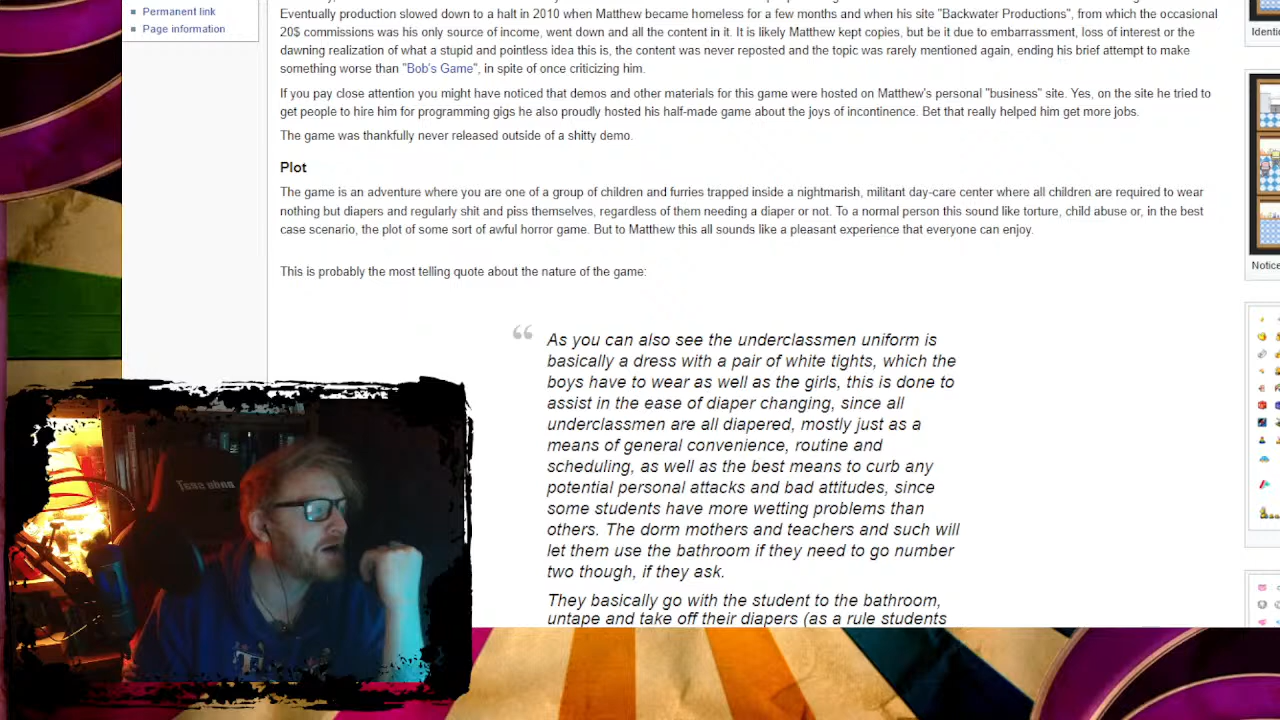 Permanent link
Page information
Eventually production slowed down to a halt in 2010 when Matthew became homeless for a few months and when his site "Backwater Productions", from which the occasional
20$ commissions was his only source of income, went down and all the content in it. It is likely Matthew kept copies, but be it due to embarrassment, loss of interest or the
dawning realization of what a stupid and pointless idea this is, the content was never reposted and the topic was rarely mentioned again, ending his brief attempt to make
something worse than "Bob's Game", in spite of once criticizing him.
If you pay close attention you might have noticed that demos and other materials for this game were hosted on Matthew's personal "business" site. Yes, on the site he tried to
get people to hire him for programming gigs he also proudly hosted his half-made game about the joys of incontinence. Bet that really helped him get more jobs.
The game was thankfully never released outside of a shitty demo.
Plot
The game is an adventure where you are one of a group of children and furries trapped inside a nightmarish, militant day-care center where all children are required to wear
nothing but diapers and regularly shit and piss themselves, regardless of them needing a diaper or not. To a normal person this sound like torture, child abuse or, in the best
case scenario, the plot of some sort of awful horror game. But to Matthew this all sounds like a pleasant experience that everyone can enjoy.
This is probably the most telling quote about the nature of the game:
“ As you can also see the underclassmen uniform is
basically a dress with a pair of white tights, which the
boys have to wear as well as the girls, this is done to
assist in the ease of diaper changing, since all
underclassmen are all diapered, mostly just as a
means of general convenience, routine and
scheduling, as well as the best means to curb any
potential personal attacks and bad attitudes, since
some students have more wetting problems than
others. The dorm mothers and teachers and such will
let them use the bathroom if they need to go number
two though, if they ask.
They basically go with the student to the bathroom,
untape and take off their diapers (as a rule students
Identic
Notice